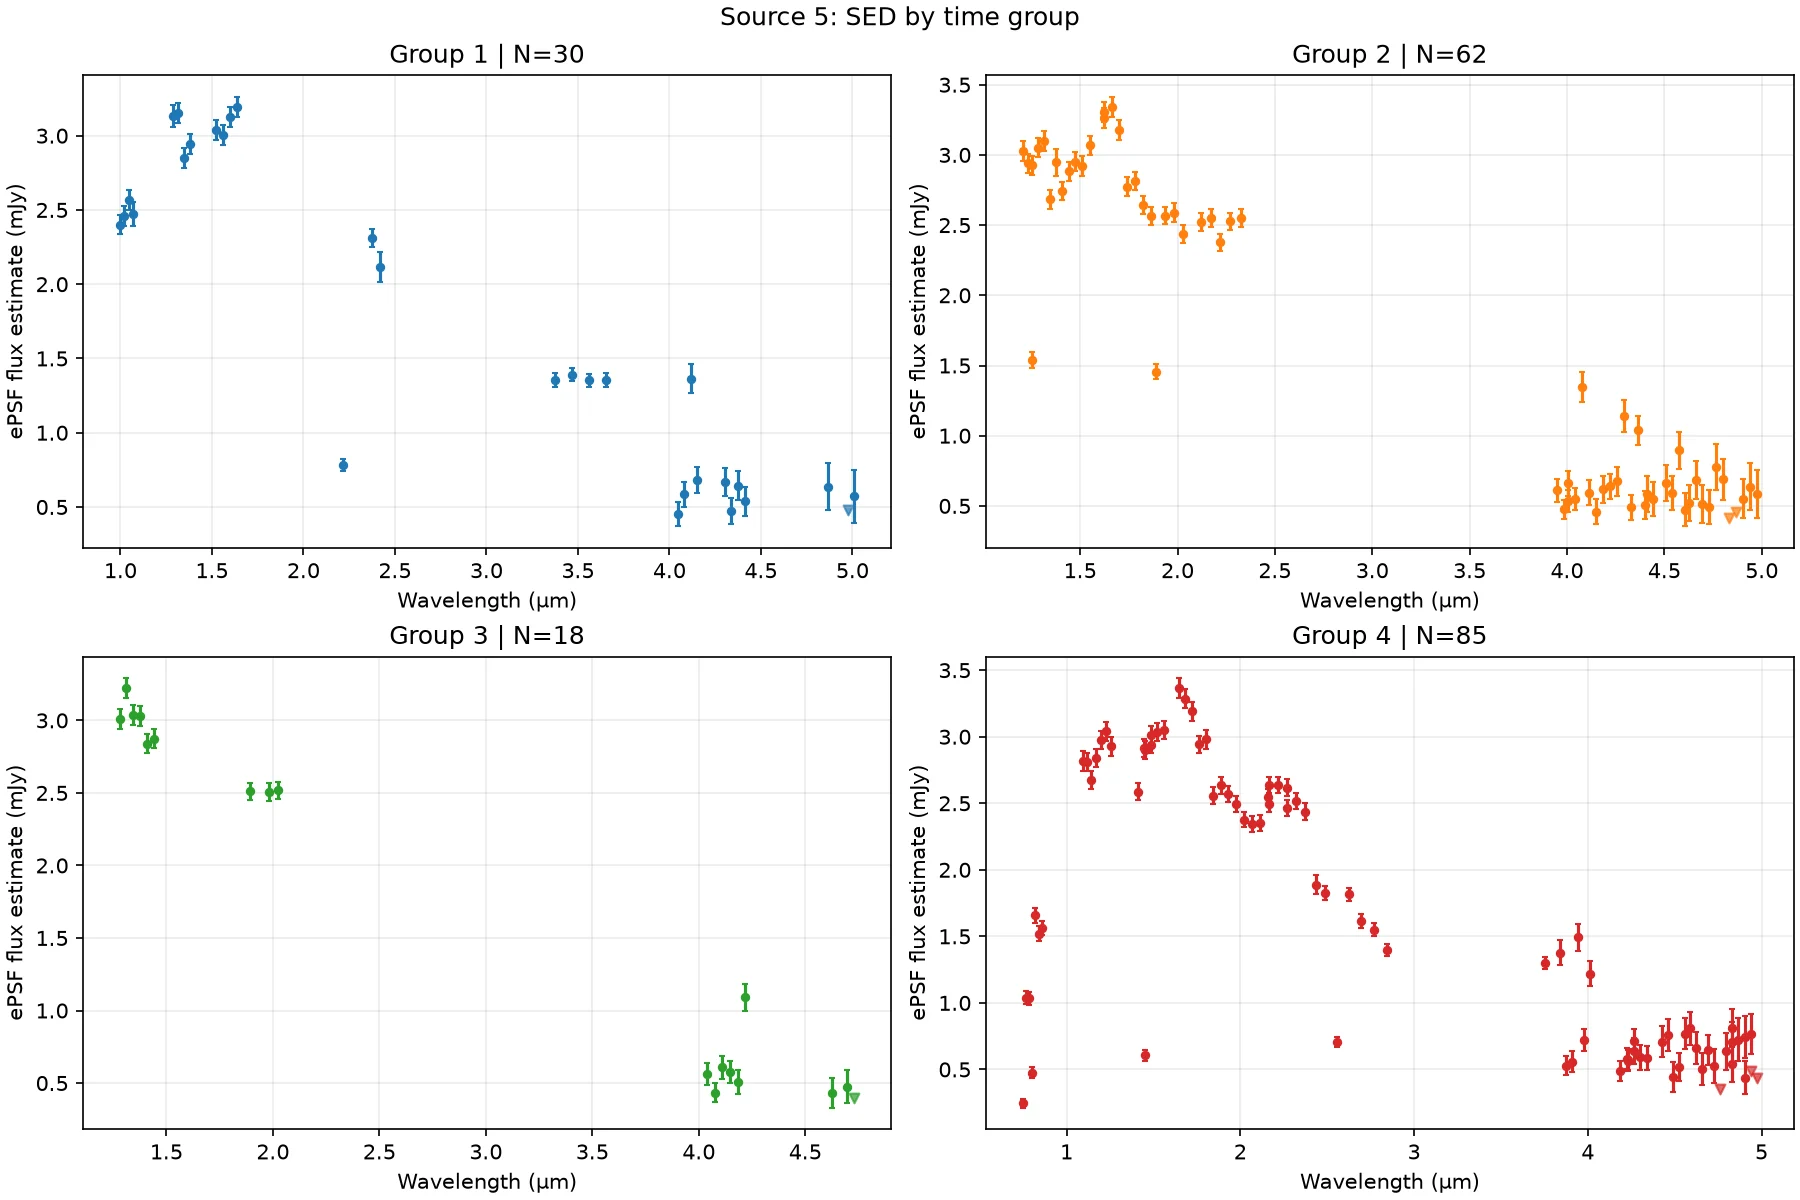 Source 5: SED by time group
Group 1 | N=30
ePSF flux estimate (mJy)
3.0
2.5
2.0
1.5
1.0
0.5
1.0 1.5 2.0 2.5 3.0 3.5 4.0 4.5 5.0
Wavelength (μm)
Group 2 | N=62
ePSF flux estimate (mJy)
3.5
3.0
2.5
2.0
1.5
1.0
0.5
1.5 2.0 2.5 3.0 3.5 4.0 4.5 5.0
Wavelength (μm)
Group 3 | N=18
ePSF flux estimate (mJy)
3.0
2.5
2.0
1.5
1.0
0.5
1.5 2.0 2.5 3.0 3.5 4.0 4.5
Wavelength (μm)
Group 4 | N=85
ePSF flux estimate (mJy)
3.5
3.0
2.5
2.0
1.5
1.0
0.5
1 2 3 4 5
Wavelength (μm)